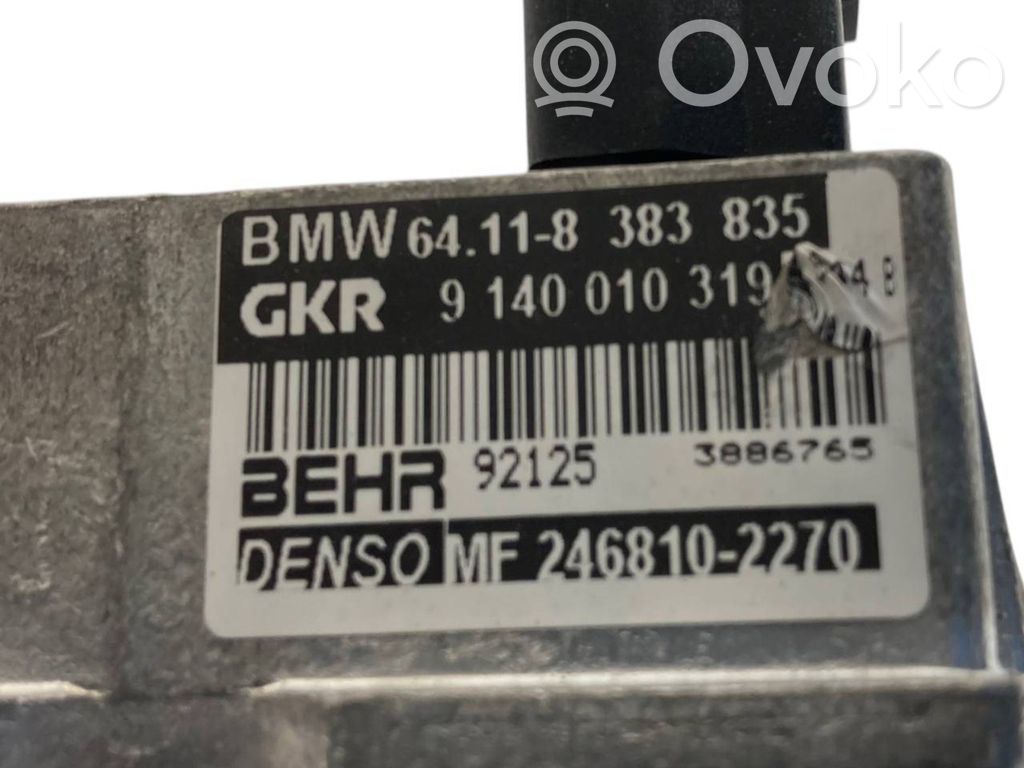 Ovoko
BMW 64.11-8 383 835
GKR 9 140 010 319
BEHR 92125 3886765
DENSO MF 246810-2270